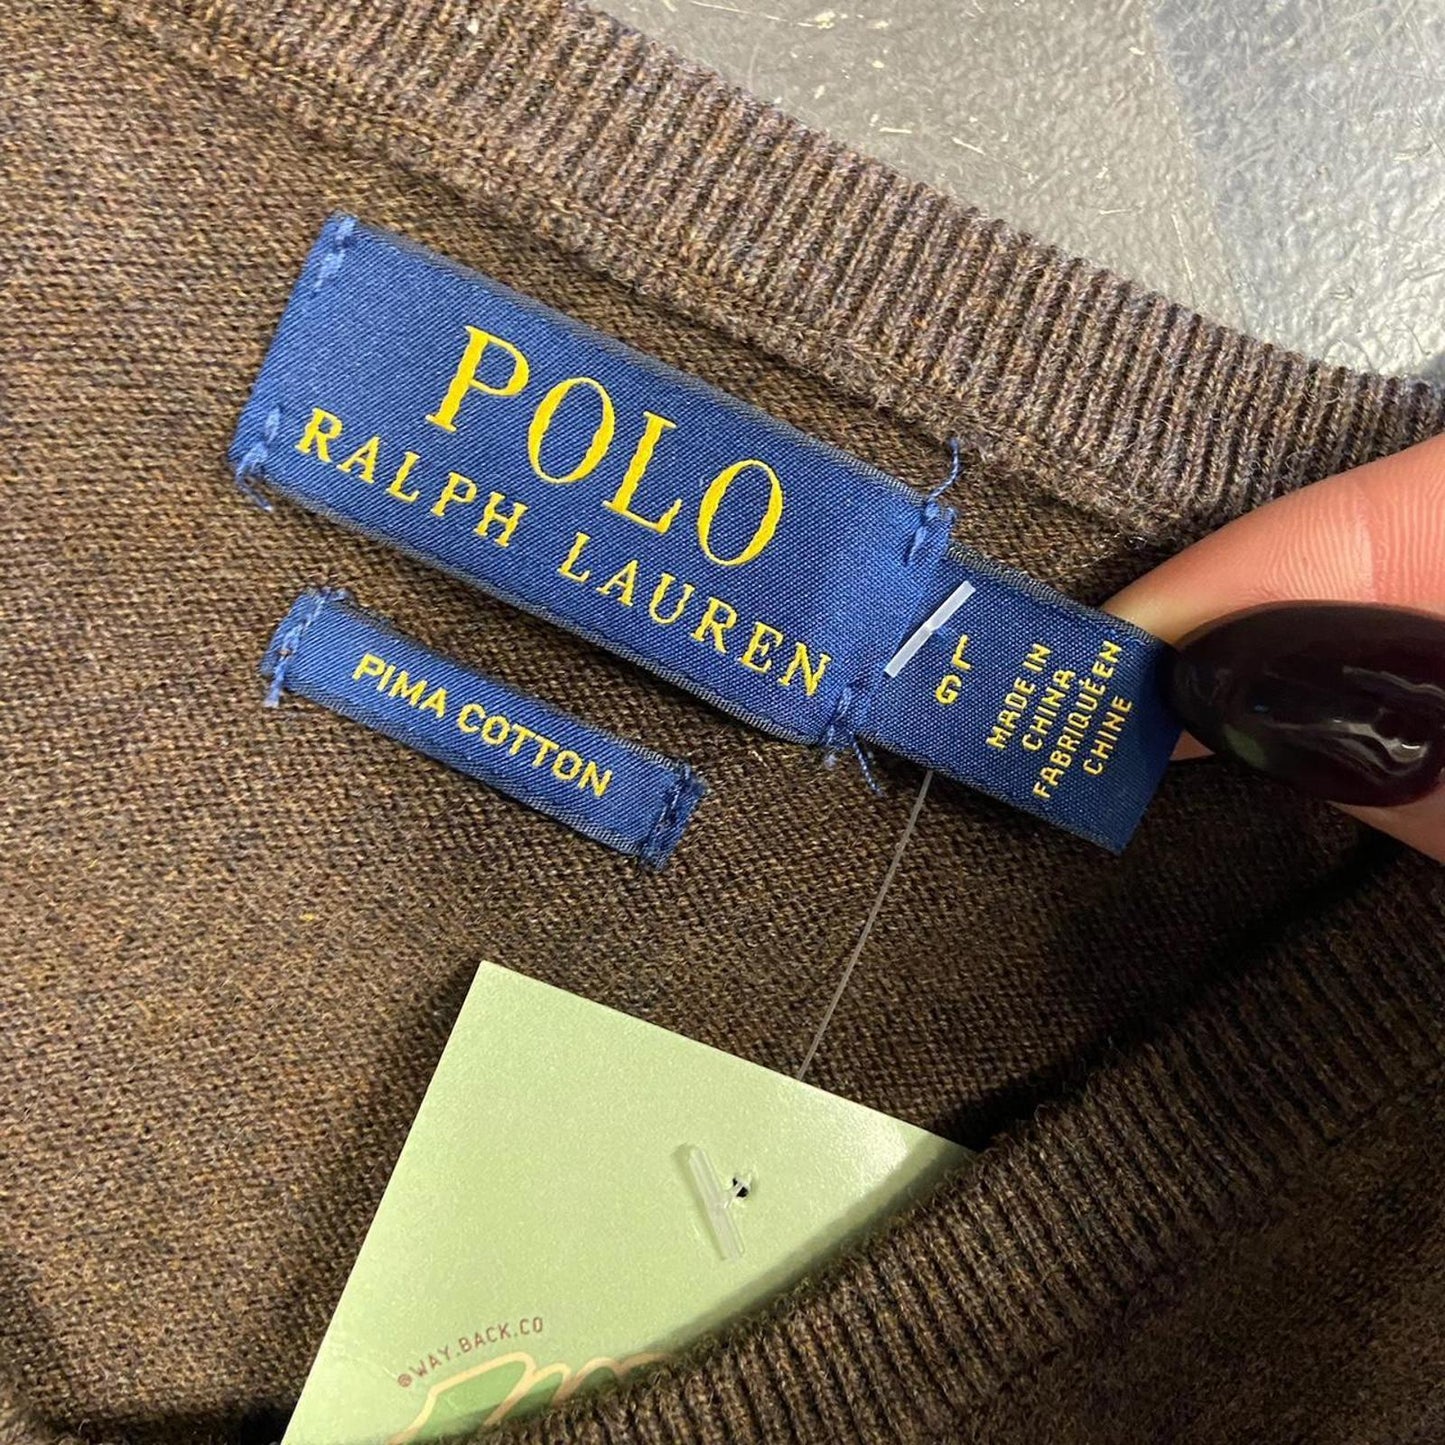 POLO
RALPH LAUREN
L
G
MADE IN
CHINA
FABRIQUÉ EN
CHINE
PIMA COTTON
@WAY.BACK.CO